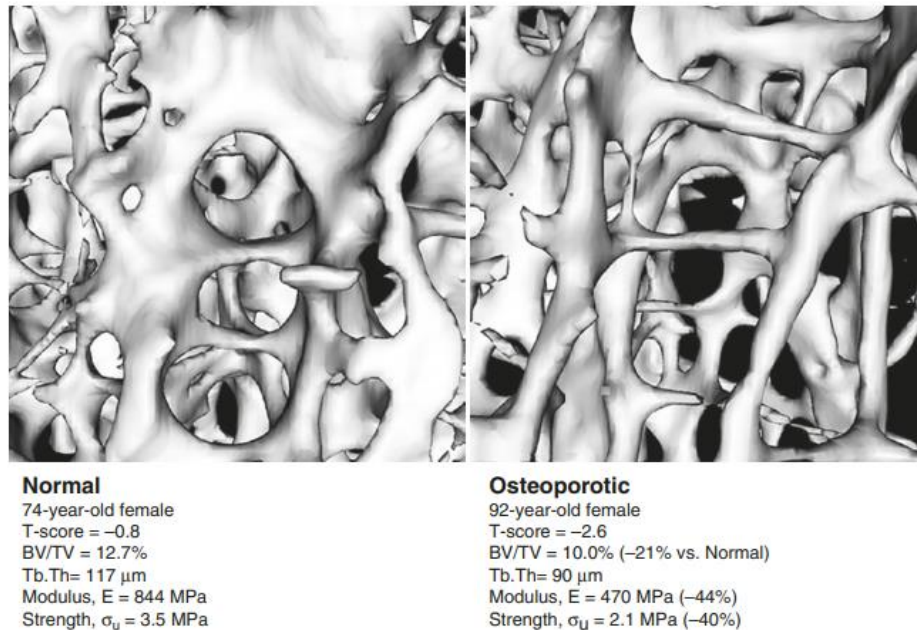 Normal
74-year-old female
T-score = –0.8
BV/TV = 12.7%
Tb.Th= 117 μm
Modulus, E = 844 MPa
Strength, σu = 3.5 MPa
Osteoporotic
92-year-old female
T-score = –2.6
BV/TV = 10.0% (–21% vs. Normal)
Tb.Th= 90 μm
Modulus, E = 470 MPa (–44%)
Strength, σU = 2.1 MPa (–40%)